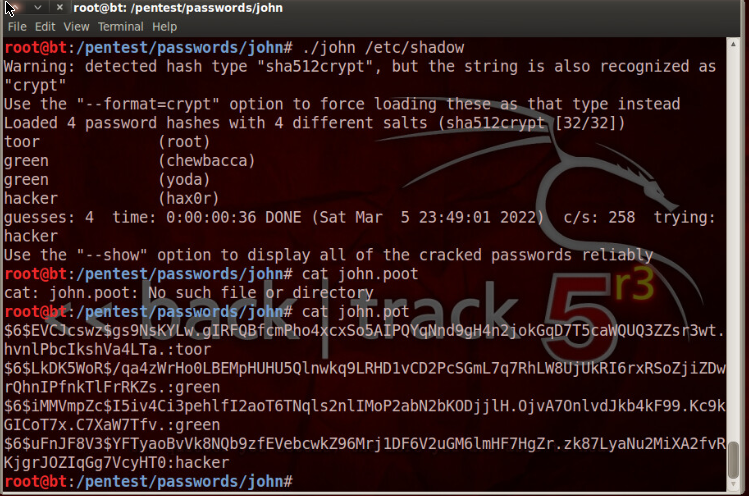 root@bt: /pentest/passwords/john
File Edit View Terminal Help
root@bt:/pentest/passwords/john# ./john /etc/shadow
Warning: detected hash type "sha512crypt", but the string is also recognized as
"crypt"
Use the "--format=crypt" option to force loading these as that type instead
Loaded 4 password hashes with 4 different salts (sha512crypt [32/32])
toor (root)
green (chewbacca)
green (yoda)
hacker (hax0r)
guesses: 4 time: 0:00:00:36 DONE (Sat Mar 5 23:49:01 2022) c/s: 258 trying:
hacker
Use the "--show" option to display all of the cracked passwords reliably
root@bt:/pentest/passwords/john# cat john.poot
cat: john.poot: No such file or directory
root@bt:/pentest/passwords/john# cat john.pot
$6$EVCJcswz$gs9NsKYLv.gIRFQBfcmPho4xcxSo5AIPQYqNnd9gH4n2jokGqD7T5caWQUQ3ZZsr3wt.
hvnlPbcIkshVa4LTa.:toor
$6$LkDK5WoR$/qa4zWrHo0LBEMpHUHU5Qlnwkq9LRHD1vCD2PcSGmL7q7RhLW8UjUkRI6rxRSoZjiZDw
rQhnIPfnkTlFrRKZs.:green
$6$iMMVmpZc$I5iv4Ci3pehlfI2aoT6TNqls2nlIMoP2abN2bKODjjlH.OjvA7OnlvdJkb4kF99.Kc9k
GICoT7x.C7XaW7Tfv.:green
$6$uFnJF8V3$YFTyaoBvVk8NQb9zfEVebcwkZ96Mrj1DF6V2uGM6lmHF7HgZr.zk87LyaNu2MiXA2fvR
KjgrJOZIqGg7VcyHT0:hacker
root@bt:/pentest/passwords/john#
<< back | track 5 r3